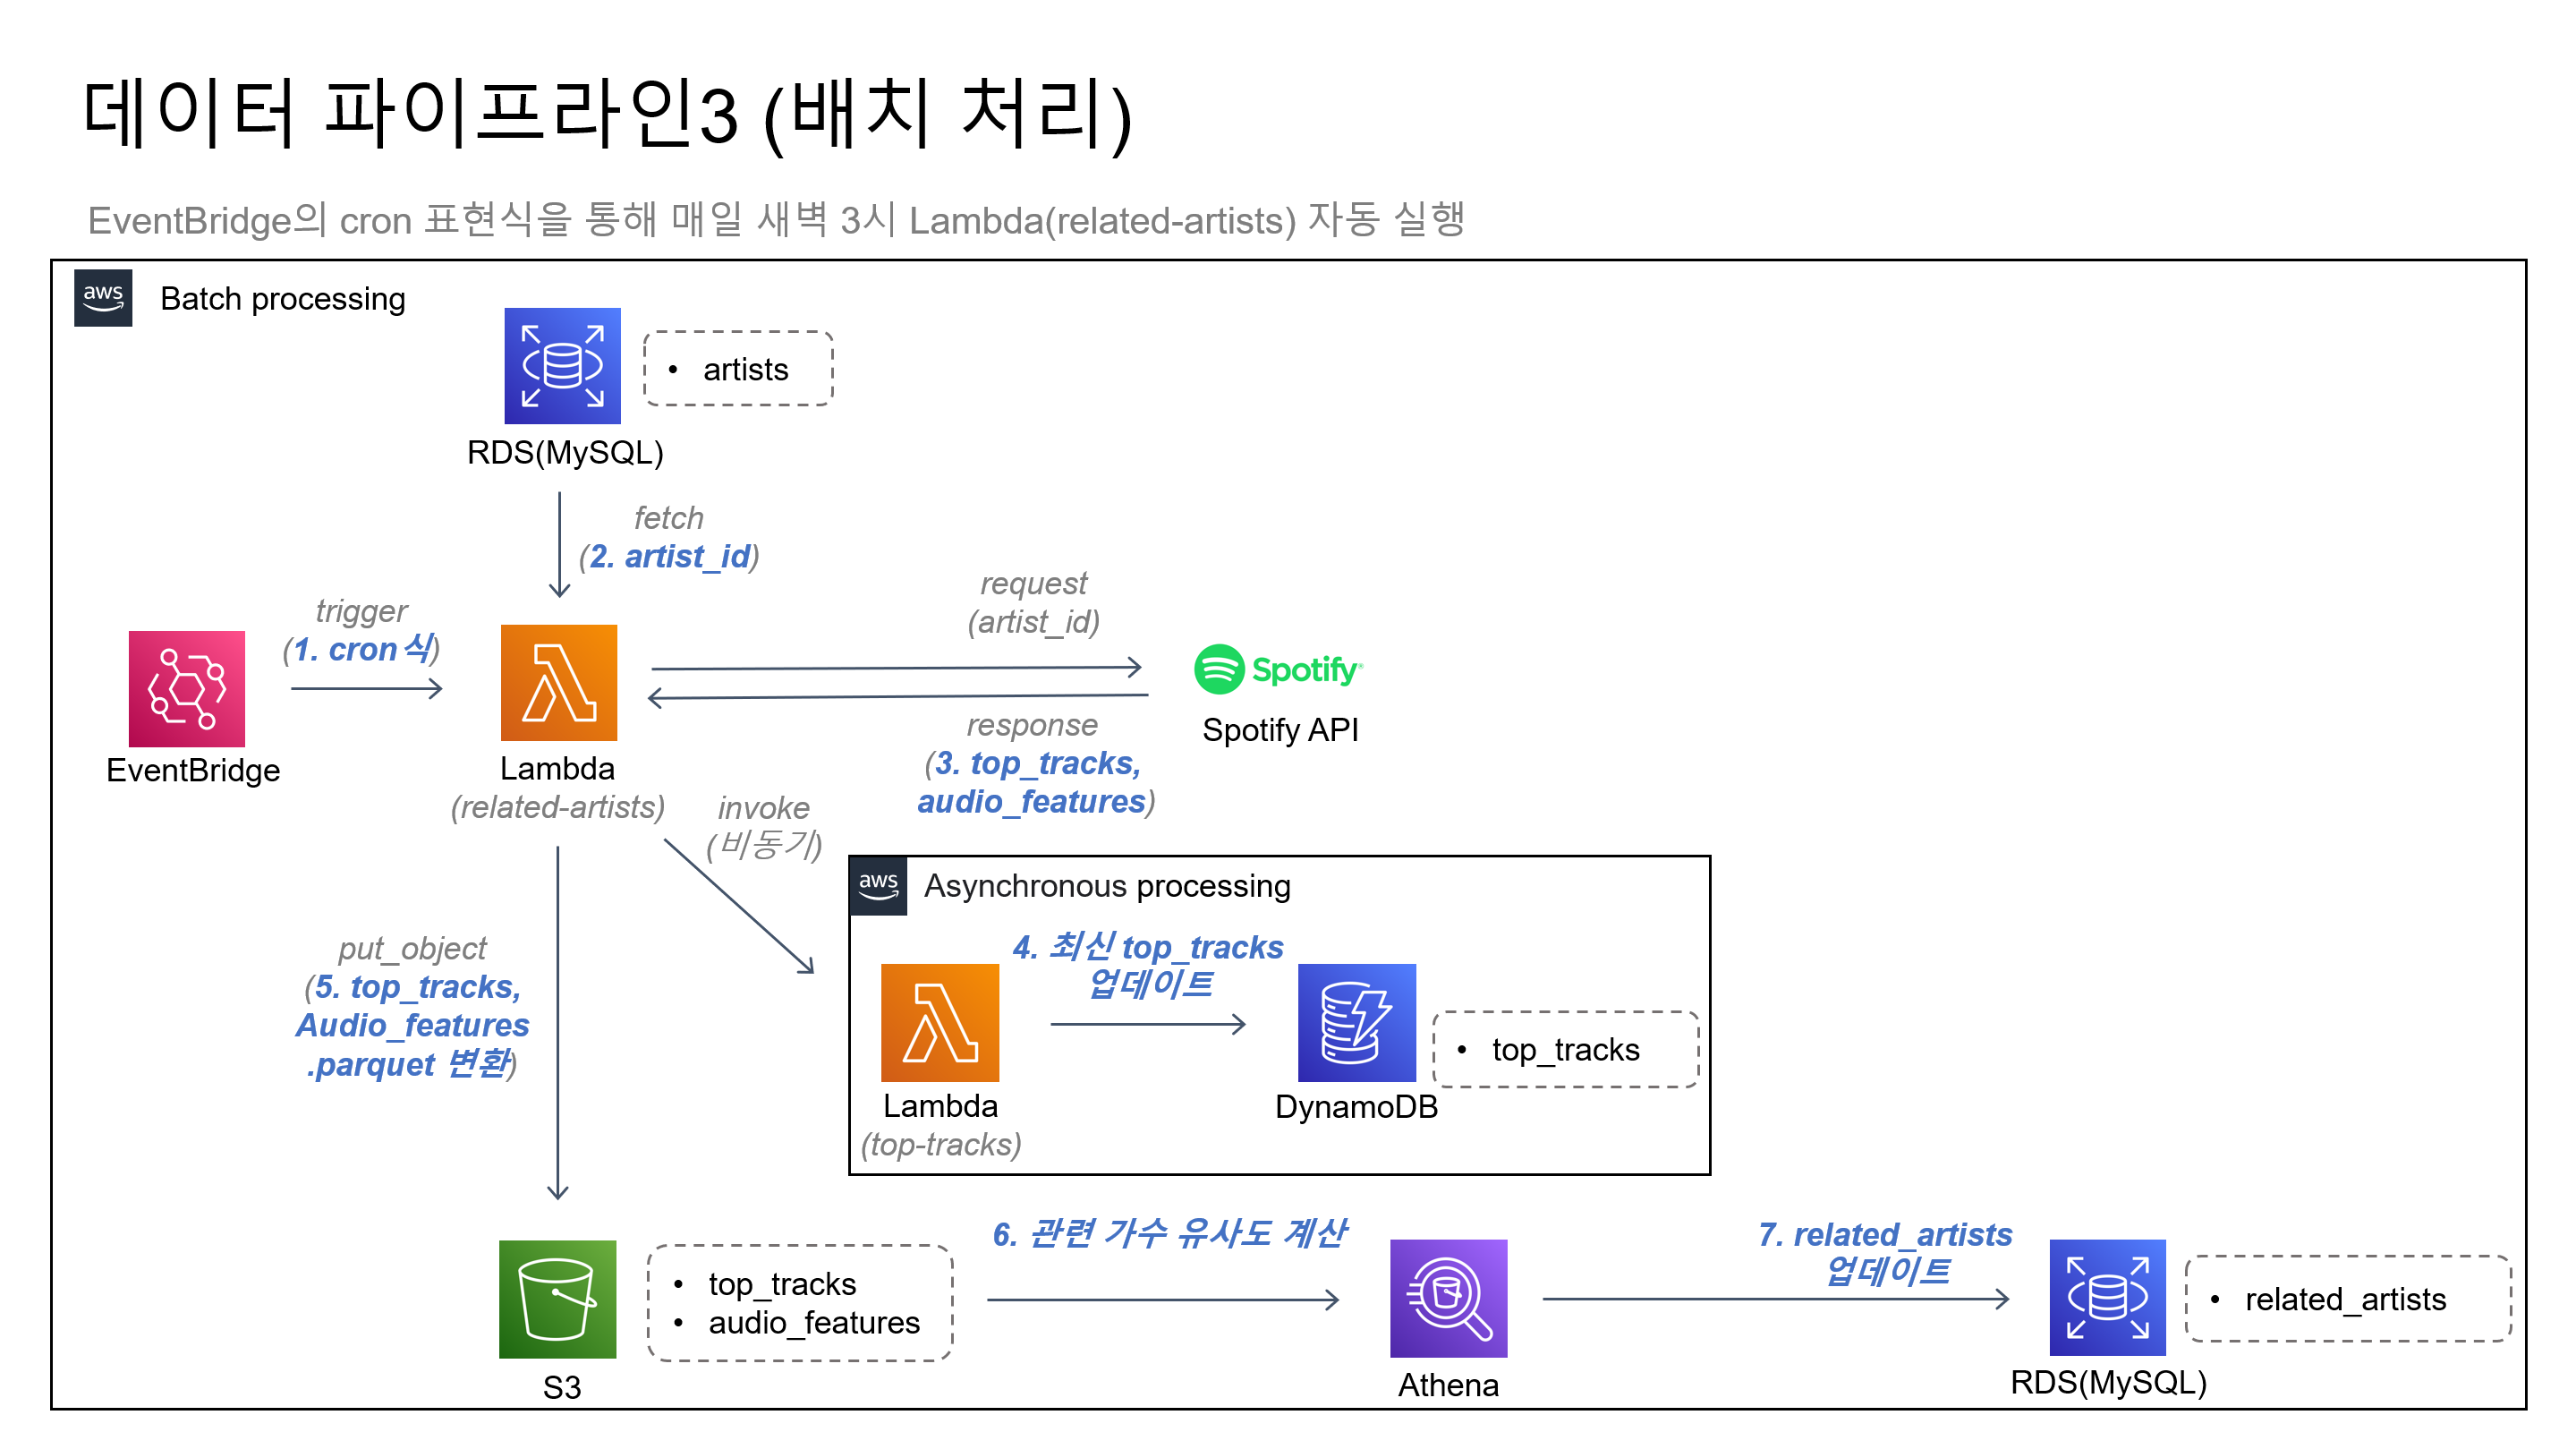 데이터 파이프라인3 (배치 처리)
EventBridge의 cron 표현식을 통해 매일 새벽 3시 Lambda(related-artists) 자동 실행
aws
Batch processing
• artists
RDS(MySQL)
fetch
(2. artist_id)
trigger
(1. cron식)
EventBridge
Lambda
(related-artists)
request
(artist_id)
Spotify
Spotify API
response
(3. top_tracks,
audio_features)
invoke
(비동기)
aws
Asynchronous processing
4. 최신 top_tracks
업데이트
Lambda
(top-tracks)
DynamoDB
• top_tracks
put_object
(5. top_tracks,
Audio_features
.parquet 변환)
S3
• top_tracks
• audio_features
6. 관련 가수 유사도 계산
Athena
7. related_artists
업데이트
RDS(MySQL)
• related_artists